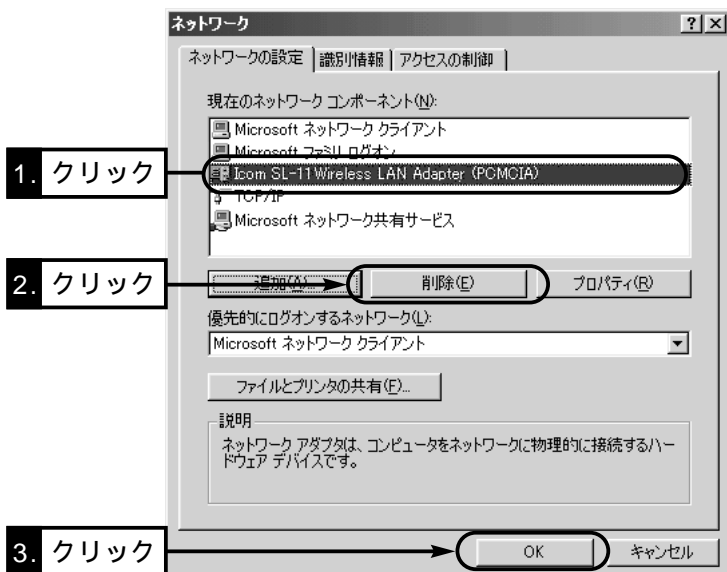 ネットワーク
ネットワークの設定 識別情報 アクセスの制御
現在のネットワーク コンポーネント(N):
Microsoft ネットワーク クライアント
Microsoft ファミリ ログオン
1. クリック
Icom SL-11Wireless LAN Adapter (PCMCIA)
TCP/IP
Microsoft ネットワーク共有サービス
2. クリック
追加(A)... 削除(E) プロパティ(R)
優先的にログオンするネットワーク(L):
Microsoft ネットワーク クライアント
ファイルとプリンタの共有(F)...
説明
ネットワーク アダプタは、コンピュータをネットワークに物理的に接続するハー
ドウェア デバイスです。
3. クリック
OK キャンセル